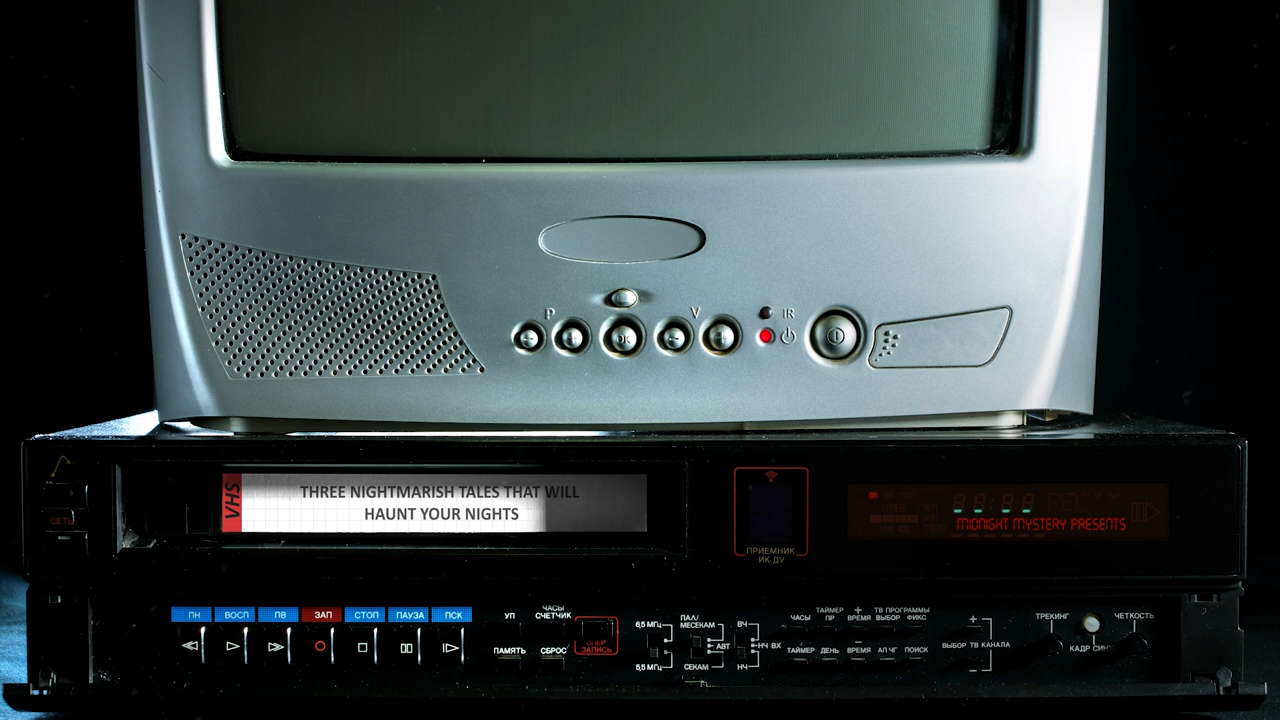 P
V
IR
OK
VHS
THREE NIGHTMARISH TALES THAT WILL
HAUNT YOUR NIGHTS
MIDNIGHT MYSTERY PRESENTS
СЕТЬ
ПРИЕМНИК
ИК ДУ
ПН ВОСП ПВ ЗАП СТОП ПАУЗА ПСК
УП
ЧАСЫ
СЧЕТЧИК
ПАМЯТЬ
СБРОС
ЗАПИСЬ
6,5 МГц
5,5 МГц
ПАЛ/
МЕСЕКАМ
АВТ
СЕКАМ
ВЧ
НЧ ВХ
НЧ
ЧАСЫ
ТАЙМЕР
ПР
+
ВРЕМЯ
ТВ ПРОГРАММЫ
ВЫБОР ФИКС
ТАЙМЕР ДЕНЬ
−
ВРЕМЯ
АПЧГ
ПОИСК
+
ВЫБОР ТВ КАНАЛА
−
ТРЕКИНГ
ЧЕТКОСТЬ
КАДР